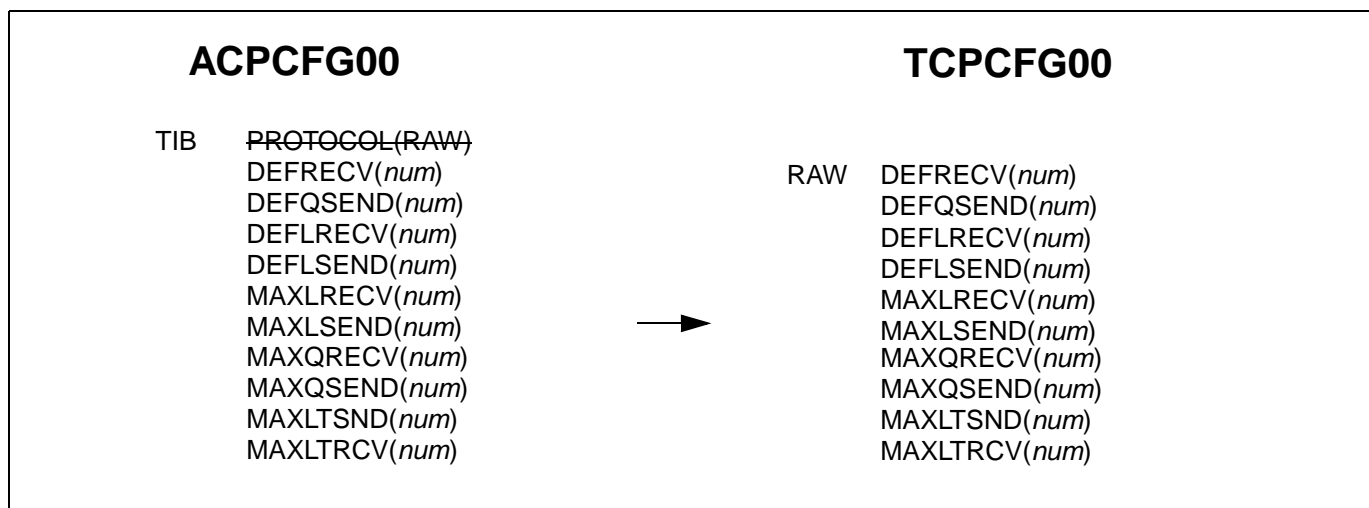 ACPCFG00
TIB PROTOCOL(RAW)
DEFRECV(num)
DEFQSEND(num)
DEFLRECV(num)
DEFLSEND(num)
MAXLRECV(num)
MAXLSEND(num)
MAXQRECV(num)
MAXQSEND(num)
MAXLTSND(num)
MAXLTRCV(num)
TCPCFG00
RAW DEFRECV(num)
DEFQSEND(num)
DEFLRECV(num)
DEFLSEND(num)
MAXLRECV(num)
MAXLSEND(num)
MAXQRECV(num)
MAXQSEND(num)
MAXLTSND(num)
MAXLTRCV(num)